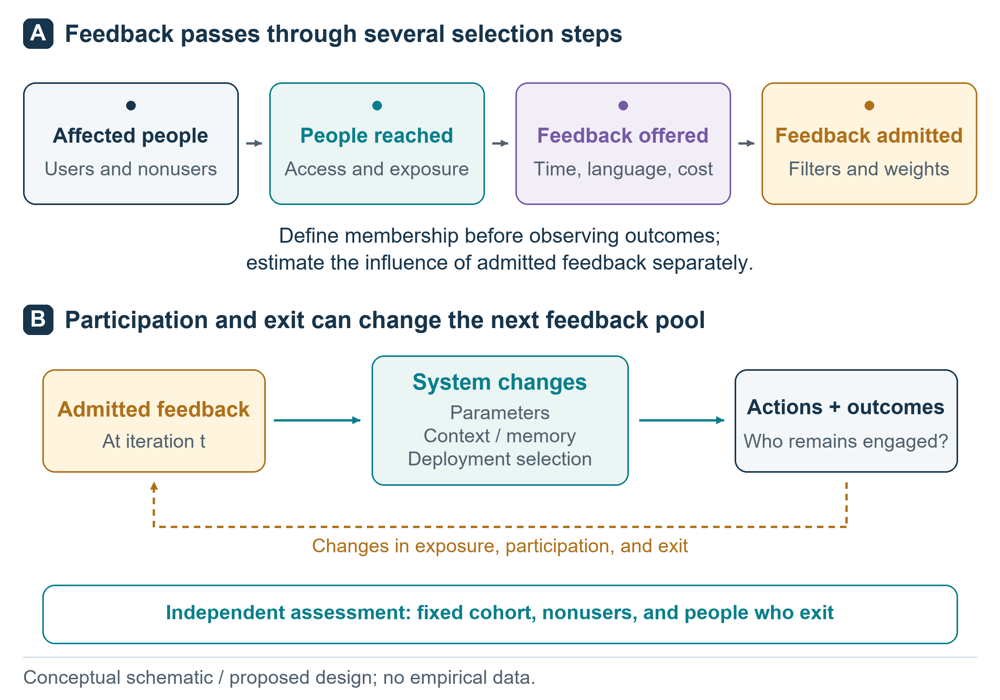 A Feedback passes through several selection steps
Affected people
Users and nonusers
People reached
Access and exposure
Feedback offered
Time, language, cost
Feedback admitted
Filters and weights
Define membership before observing outcomes;
estimate the influence of admitted feedback separately.
B Participation and exit can change the next feedback pool
Admitted feedback
At iteration t
System changes
Parameters
Context / memory
Deployment selection
Actions + outcomes
Who remains engaged?
Changes in exposure, participation, and exit
Independent assessment: fixed cohort, nonusers, and people who exit
Conceptual schematic / proposed design; no empirical data.